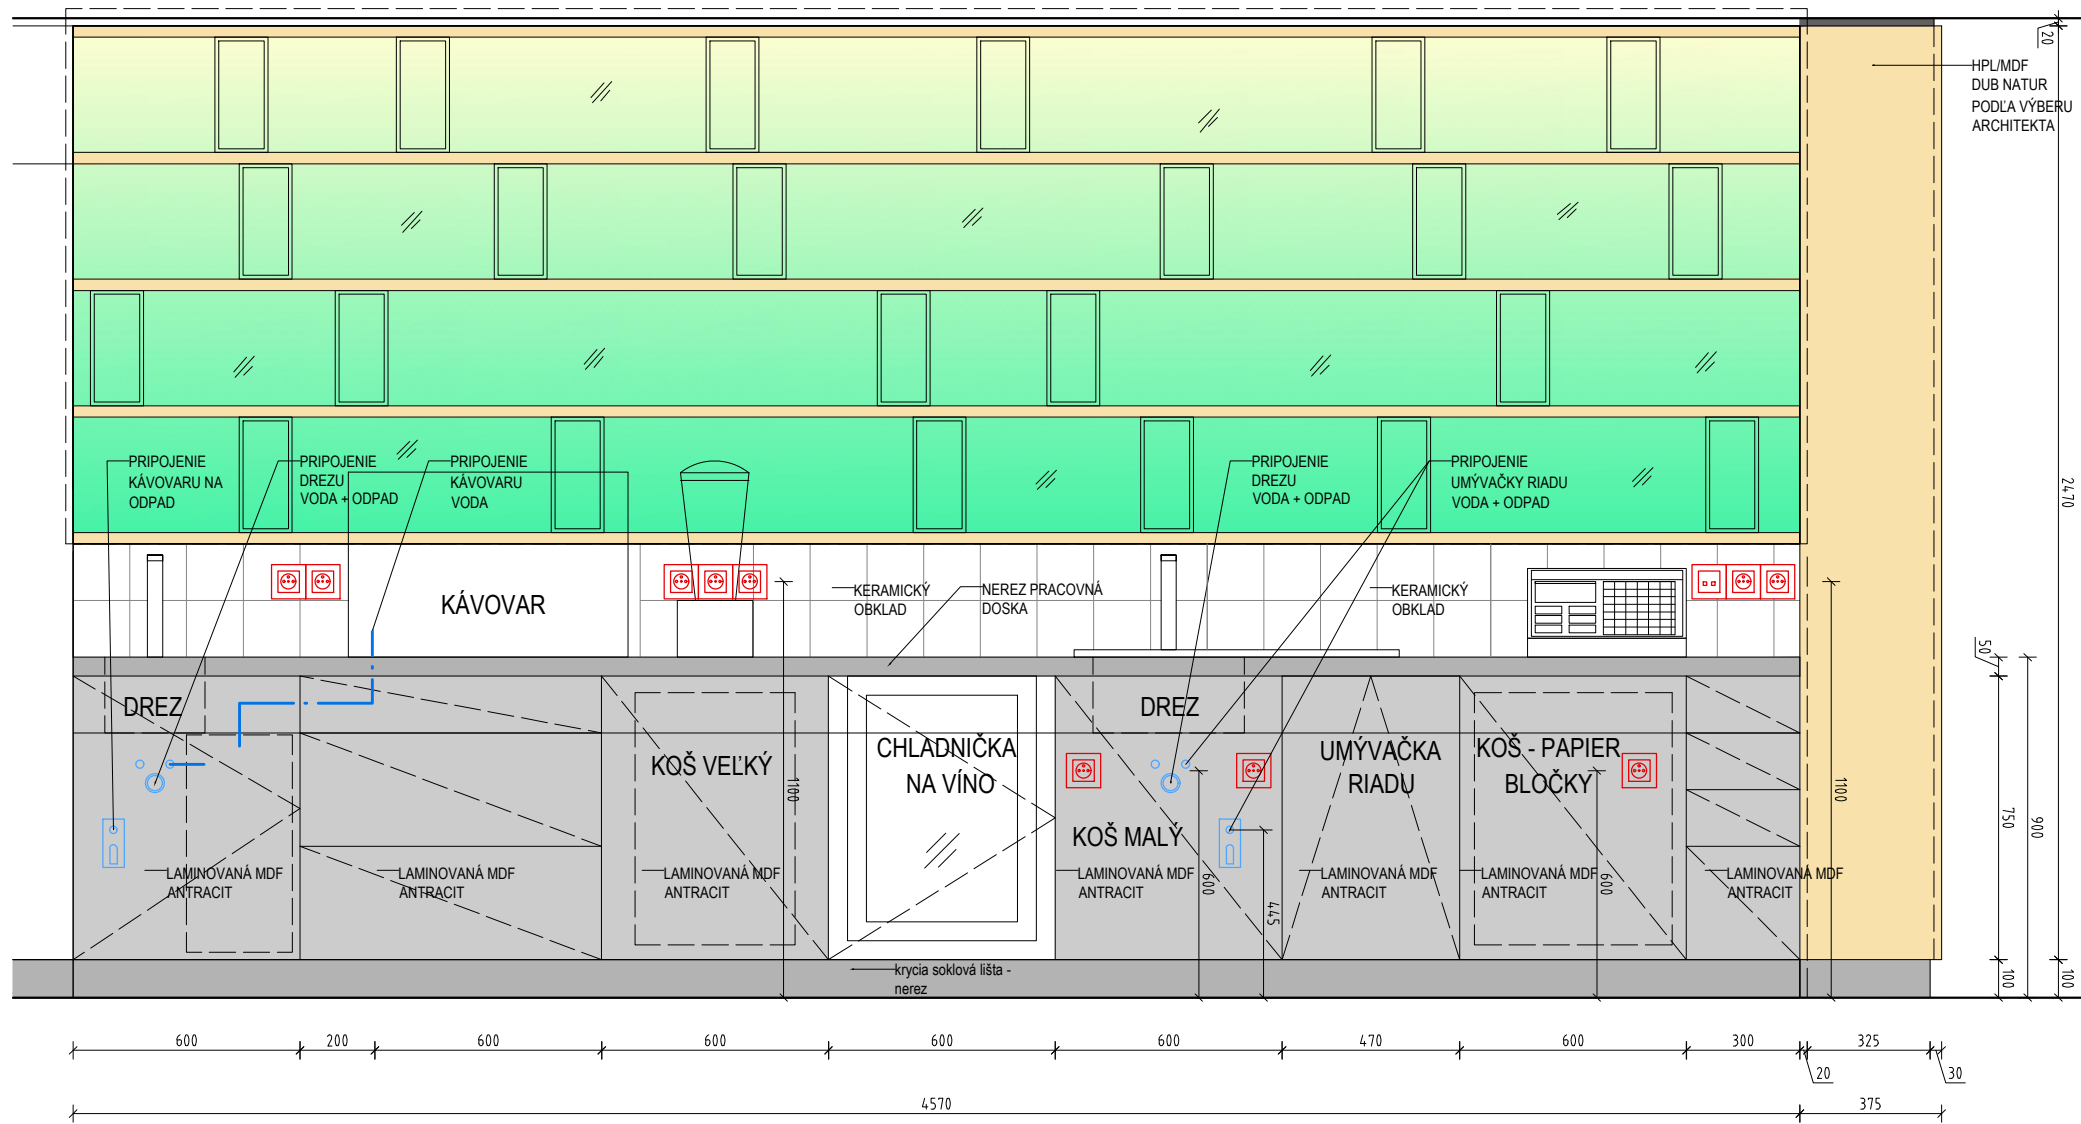 20
HPL/MDF
DUB NATUR
PODĽA VÝBERU
ARCHITEKTA
2470
PRIPOJENIE
KÁVOVARU NA
ODPAD
PRIPOJENIE
DREZU
VODA + ODPAD
PRIPOJENIE
KÁVOVARU
VODA
PRIPOJENIE
DREZU
VODA + ODPAD
PRIPOJENIE
UMÝVAČKY RIADU
VODA + ODPAD
KÁVOVAR
KERAMICKÝ
OBKLAD
NEREZ PRACOVNÁ
DOSKA
KERAMICKÝ
OBKLAD
50
DREZ
KOŠ VEĽKÝ
1100
CHLADNIČKA
NA VÍNO
DREZ
KOŠ MALÝ
UMÝVAČKA
RIADU
KOŠ - PAPIER
BLOČKY
1100
750
900
LAMINOVANÁ MDF
ANTRACIT
LAMINOVANÁ MDF
ANTRACIT
LAMINOVANÁ MDF
ANTRACIT
LAMINOVANÁ MDF
ANTRACIT
600
445
LAMINOVANÁ MDF
ANTRACIT
LAMINOVANÁ MDF
ANTRACIT
600
LAMINOVANÁ MDF
ANTRACIT
krycia soklová lišta -
nerez
100
100
600
200
600
600
600
600
470
600
300
325
20
30
4570
375